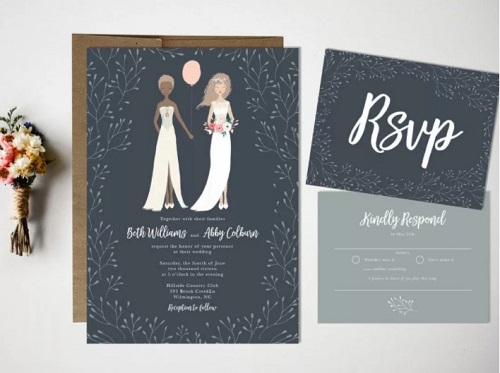 Together with their families
Beth Williams and Abby Colburn
request the honor of your presence
at their wedding
Saturday, the fourth of June
two thousand sixteen
at 5 o'clock in the evening
Hillside Country Club
Wilmington, NC
Reception to follow
Rsvp
Kindly Respond
by May